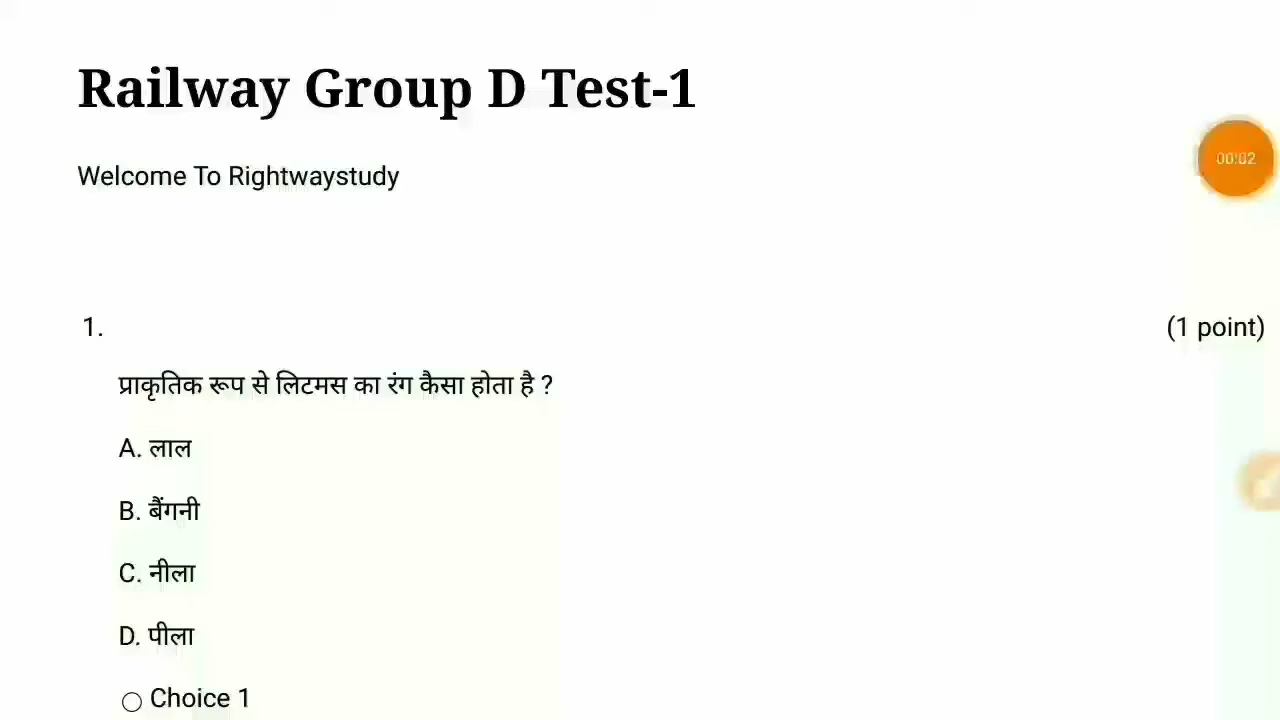 Railway Group D Test-1
Welcome To Rightwaystudy
00:02
1.
(1 point)
प्राकृतिक रूप से लिटमस का रंग कैसा होता है ?
A. लाल
B. बैंगनी
C. नीला
D. पीला
Choice 1